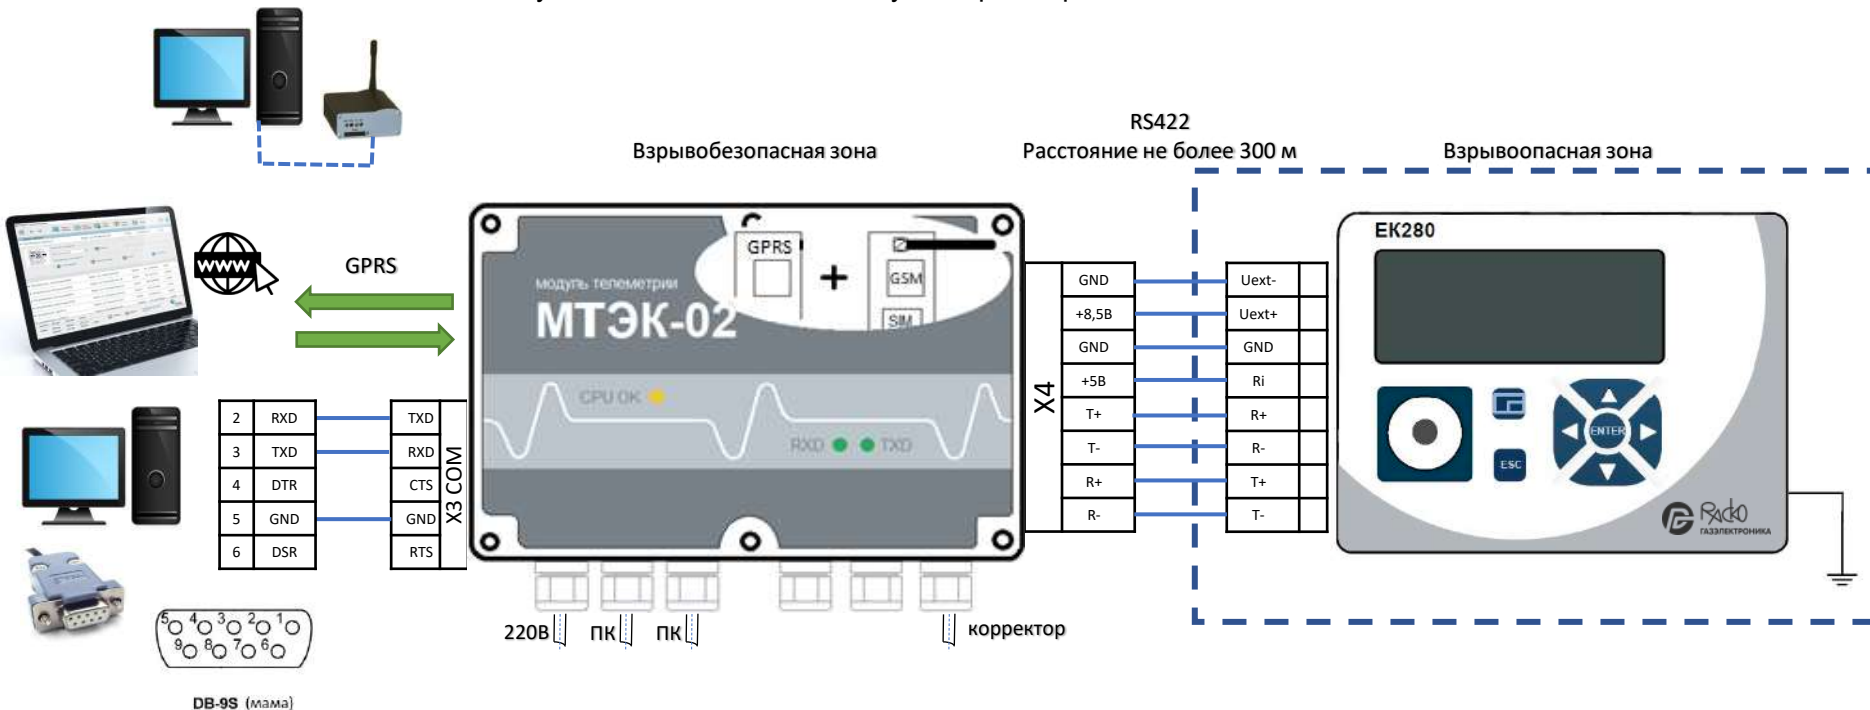 RS422
Взрывобезопасная зона
Расстояние не более 300 м
Взрывоопасная зона
EK280
GPRS
GSM
SIM
модуль телеметрии
МТЭК-02
www
GPRS
CPU OK
RXD
TXD
X4
GND Uext-
+8,5В Uext+
GND GND
+5В Ri
T+ R+
T- R-
R+ T+
R- T-
ENTER
ESC
РАСКО
ГАЗЭЛЕКТРОНИКА
2 RXD TXD
3 TXD RXD
4 DTR CTS
5 GND GND
6 DSR RTS
X3 COM
220В
ПК
ПК
корректор
5 4 3 2 1
9 8 7 6
DB-9S (мама)